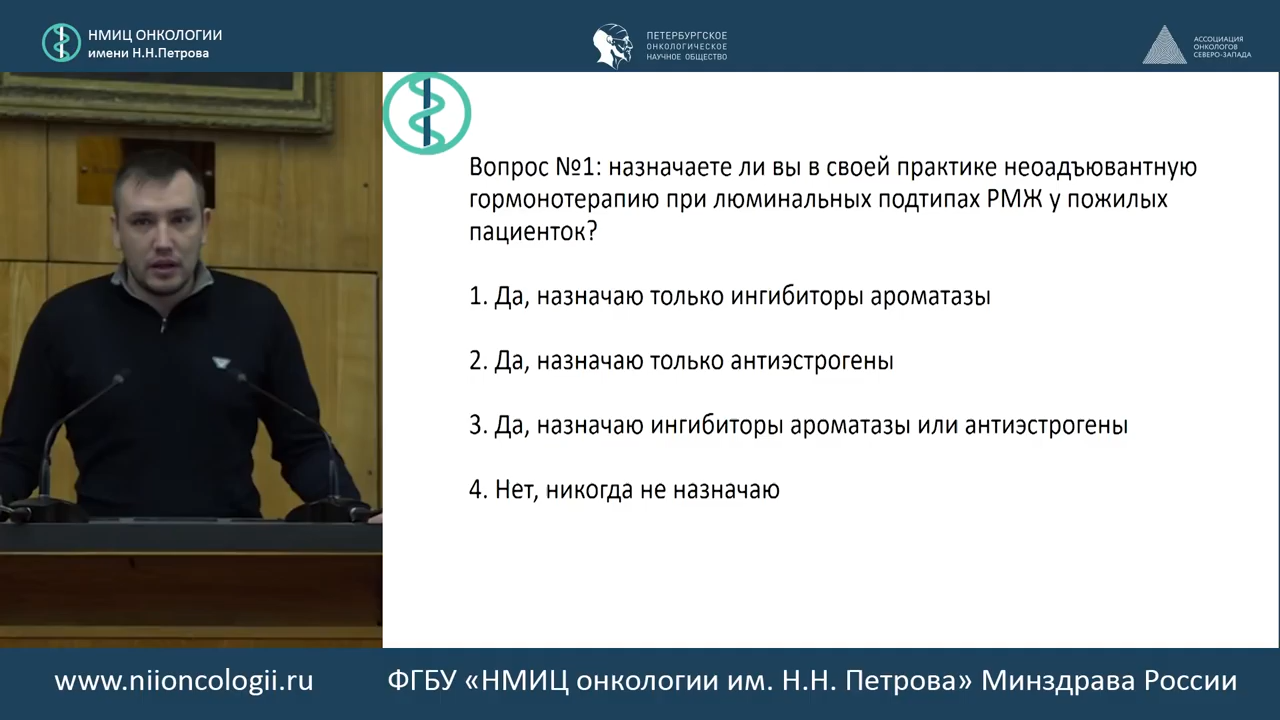 НМИЦ ОНКОЛОГИИ
имени Н.Н.Петрова
ПЕТЕРБУРГСКОЕ
ОНКОЛОГИЧЕСКОЕ
НАУЧНОЕ ОБЩЕСТВО
АССОЦИАЦИЯ
ОНКОЛОГОВ
СЕВЕРО-ЗАПАДА
Вопрос №1: назначаете ли вы в своей практике неоадъювантную
гормонотерапию при люминальных подтипах РМЖ у пожилых
пациенток?
1. Да, назначаю только ингибиторы ароматазы
2. Да, назначаю только антиэстрогены
3. Да, назначаю ингибиторы ароматазы или антиэстрогены
4. Нет, никогда не назначаю
www.niioncologii.ru
ФГБУ «НМИЦ онкологии им. Н.Н. Петрова» Минздрава России